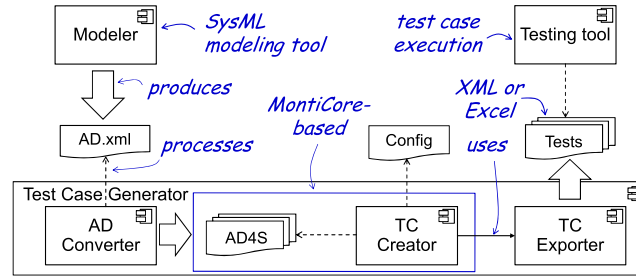 Modeler
SysML
modeling tool
test case
execution
Testing tool
produces
MontiCore-
based
XML or
Excel
AD.xml
processes
Config
uses
Tests
Test Case Generator
AD
Converter
AD4S
TC
Creator
TC
Exporter